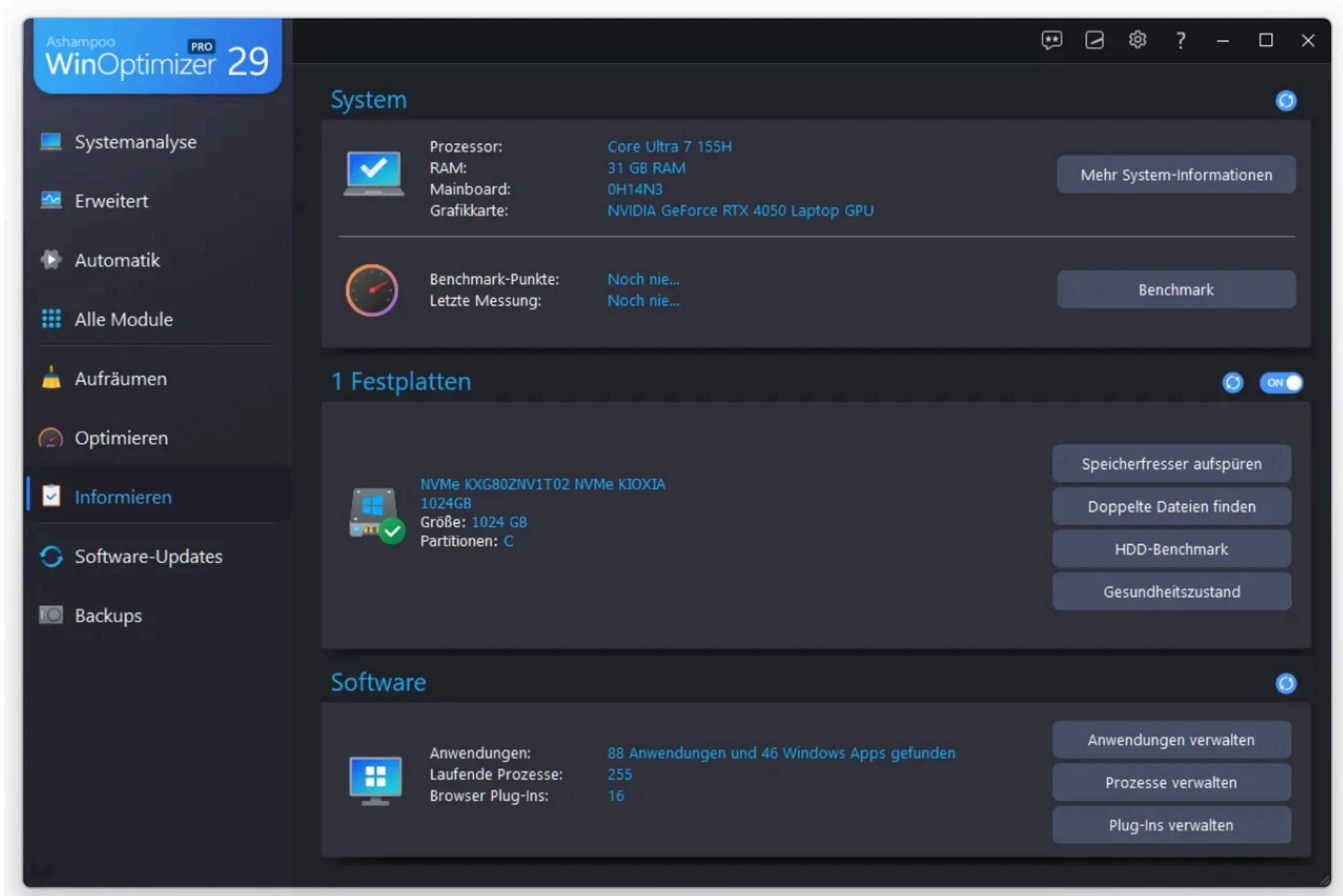 Ashampoo
WinOptimizer PRO 29
Systemanalyse
Erweitert
Automatik
Alle Module
Aufräumen
Optimieren
Informieren
Software-Updates
Backups
System
Prozessor: Core Ultra 7 155H
RAM: 31 GB RAM
Mainboard: 0H14N3
Grafikkarte: NVIDIA GeForce RTX 4050 Laptop GPU
Mehr System-Informationen
Benchmark-Punkte: Noch nie...
Letzte Messung: Noch nie...
Benchmark
1 Festplatten
ON
NVMe KXG80ZNV1T02 NVMe KIOXIA
1024GB
Größe: 1024 GB
Partitionen: C
Speicherfresser aufspüren
Doppelte Dateien finden
HDD-Benchmark
Gesundheitszustand
Software
Anwendungen: 88 Anwendungen und 46 Windows Apps gefunden
Laufende Prozesse: 255
Browser Plug-Ins: 16
Anwendungen verwalten
Prozesse verwalten
Plug-Ins verwalten